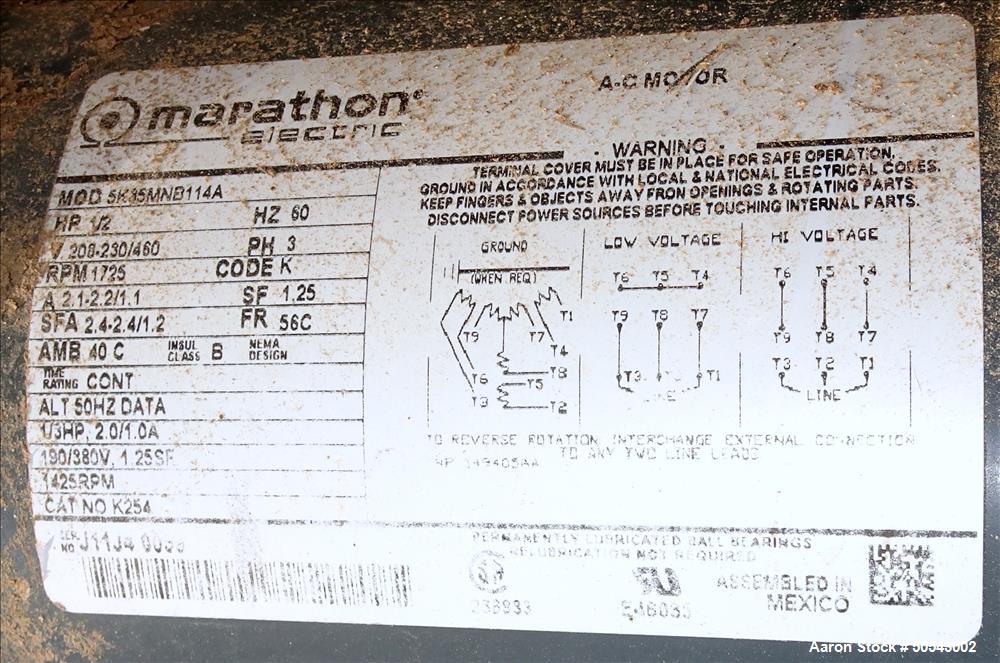 marathon®
electric
A-C MOTOR
MOD 5K35MNB114A
HP 1/2 HZ 60
V 208-230/460 PH 3
RPM 1725 CODE K
A 2.1-2.2/1.1 SF 1.25
SFA 2.4-2.4/1.2 FR 56C
AMB 40 C INSUL CLASS B NEMA DESIGN
TIME RATING CONT
ALT 50HZ DATA
1/3HP, 2.0/1.0A
190/380V, 1.25SF
1425RPM
CAT NO K254
- WARNING -
TERMINAL COVER MUST BE IN PLACE FOR SAFE OPERATION.
GROUND IN ACCORDANCE WITH LOCAL & NATIONAL ELECTRICAL CODES.
KEEP FINGERS & OBJECTS AWAY FROM OPENINGS & ROTATING PARTS.
DISCONNECT POWER SOURCES BEFORE TOUCHING INTERNAL PARTS.
GROUND
(WHEN REQ)
T1
T9 T7
T4
T8
T6 T5
T3 T2
LOW VOLTAGE
T6 T5 T4
T9 T8 T7
T3 T1
LINE
HI VOLTAGE
T6 T5 T4
T9 T8 T7
T3 T2 T1
LINE
TO REVERSE ROTATION INTERCHANGE EXTERNAL CONNECTION
TO ANY TWO LINE LEADS
NP 149405AA
SER NO J11J4
PERMANENTLY LUBRICATED BALL BEARINGS
RELUBRICATION NOT REQUIRED
ASSEMBLED IN
MEXICO
Aaron Stock # 50543002